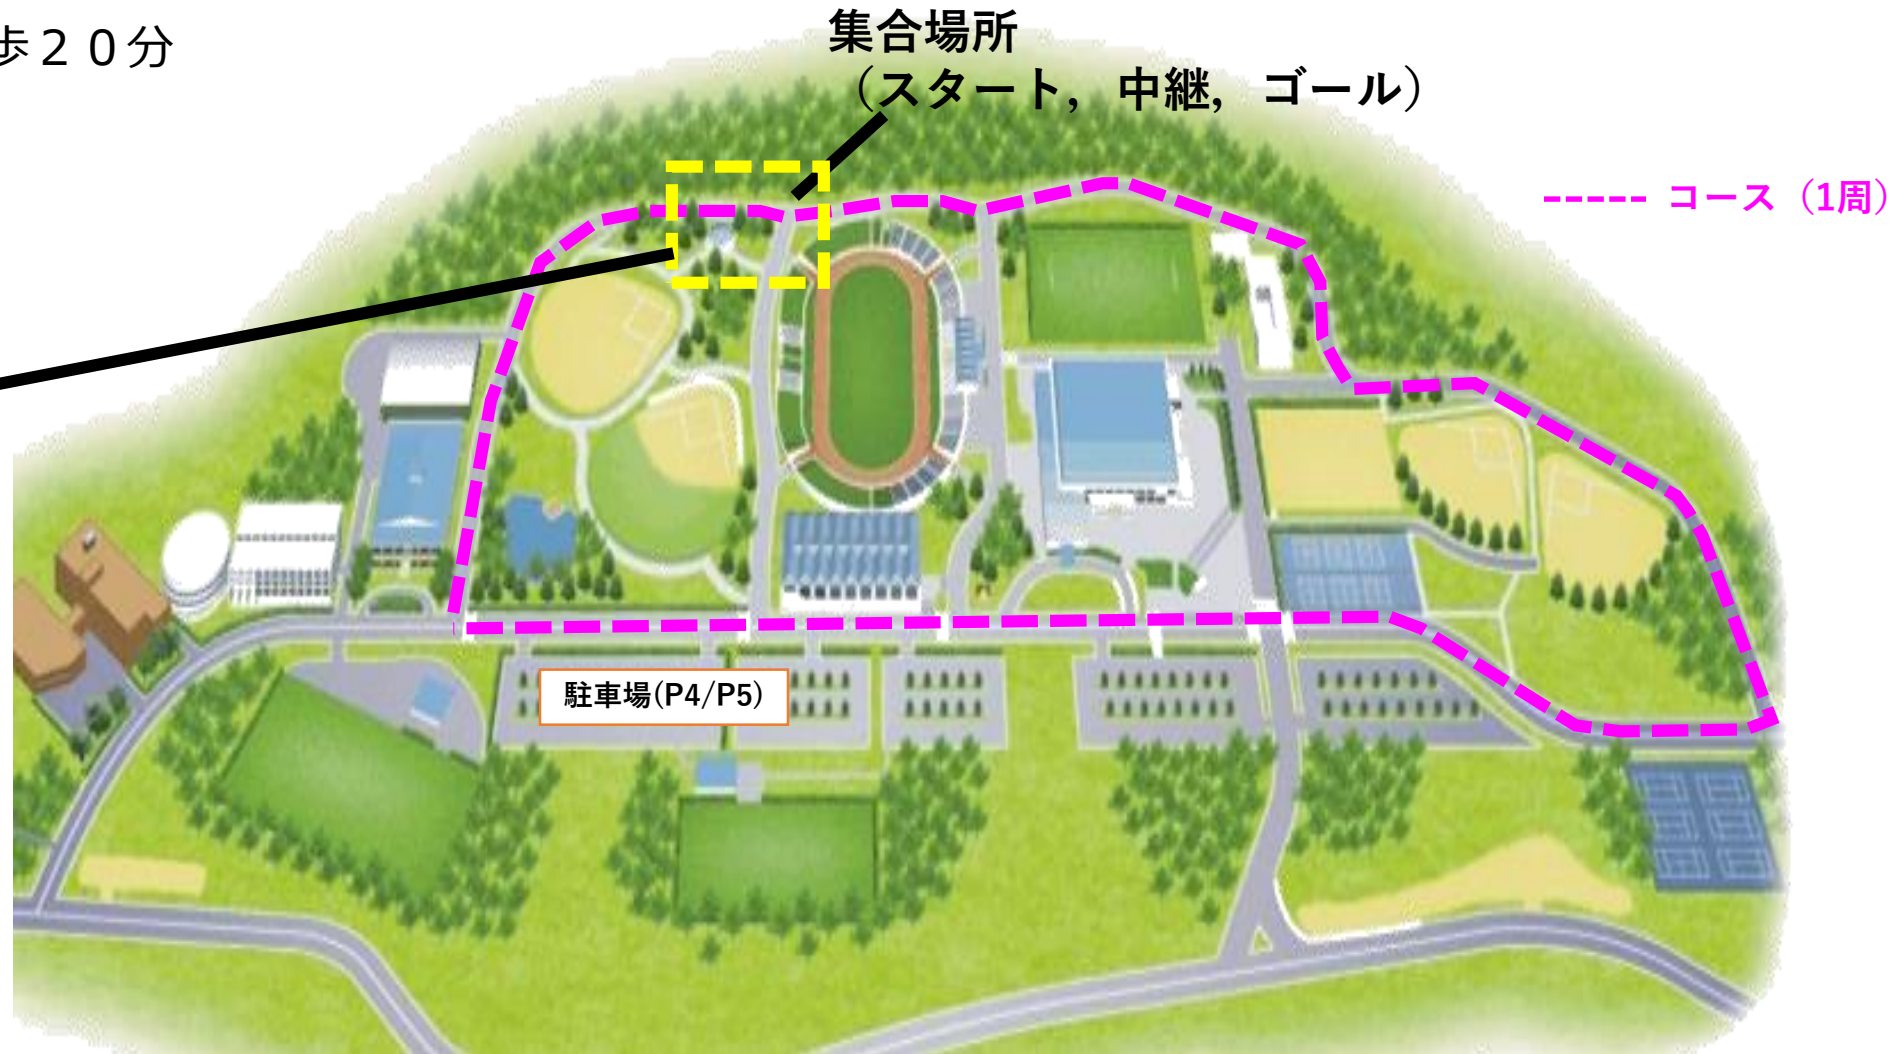 歩２０分
集合場所
（スタート，中継，ゴール）
コース（1周）
駐車場(P4/P5)